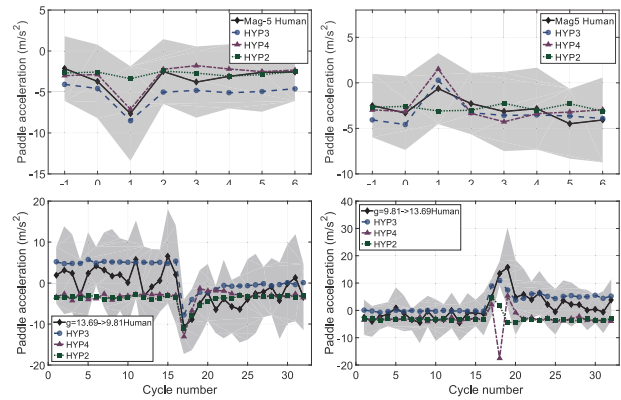 Paddle acceleration (m/s²)
5
0
-5
-10
-15
-1 0 1 2 3 4 5 6
Mag-5 Human
HYP3
HYP4
HYP2
Paddle acceleration (m/s²)
5
0
-5
-10
-15
-1 0 1 2 3 4 5 6
Mag5 Human
HYP3
HYP4
HYP2
Paddle acceleration (m/s²)
20
10
0
-10
-20
0 5 10 15 20 25 30
Cycle number
g=13.69->9.81Human
HYP3
HYP4
HYP2
Paddle acceleration (m/s²)
40
30
20
10
0
-10
-20
0 5 10 15 20 25 30
Cycle number
g=9.81->13.69Human
HYP3
HYP4
HYP2